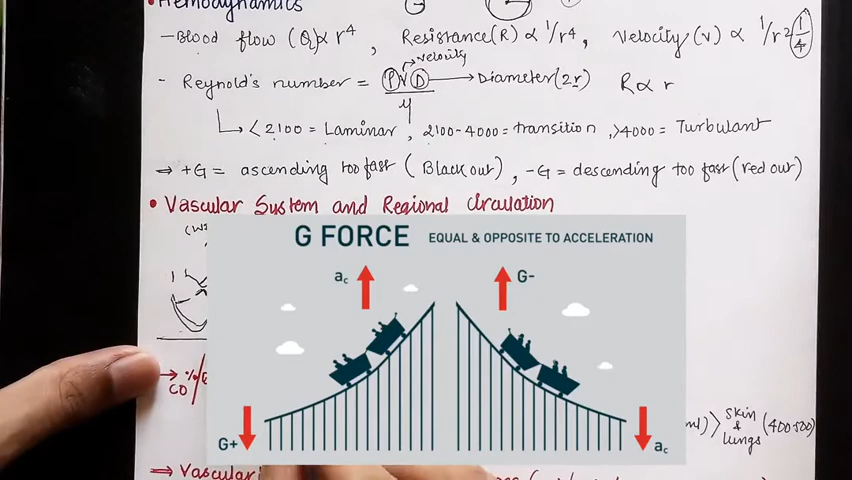 • Hemodynamics
- Blood flow (Q) ∝ r⁴, Resistance(R) ∝ 1/r⁴, Velocity (v) ∝ 1/r² 1/4
→ velocity
- Reynold's number = ρVD/η → Diameter(2r) R ∝ r
↳ <2100 = Laminar, 2100-4000 = transition, >4000 = Turbulant
⇒ +G = ascending too fast (Black out), -G = descending too fast (red out)
• Vascular System and Regional Circulation
G FORCE EQUAL & OPPOSITE TO ACCELERATION
ac G-
G+ ac
→ %
CO
ml) > skin & lungs (400-500)
⇒ Vascular